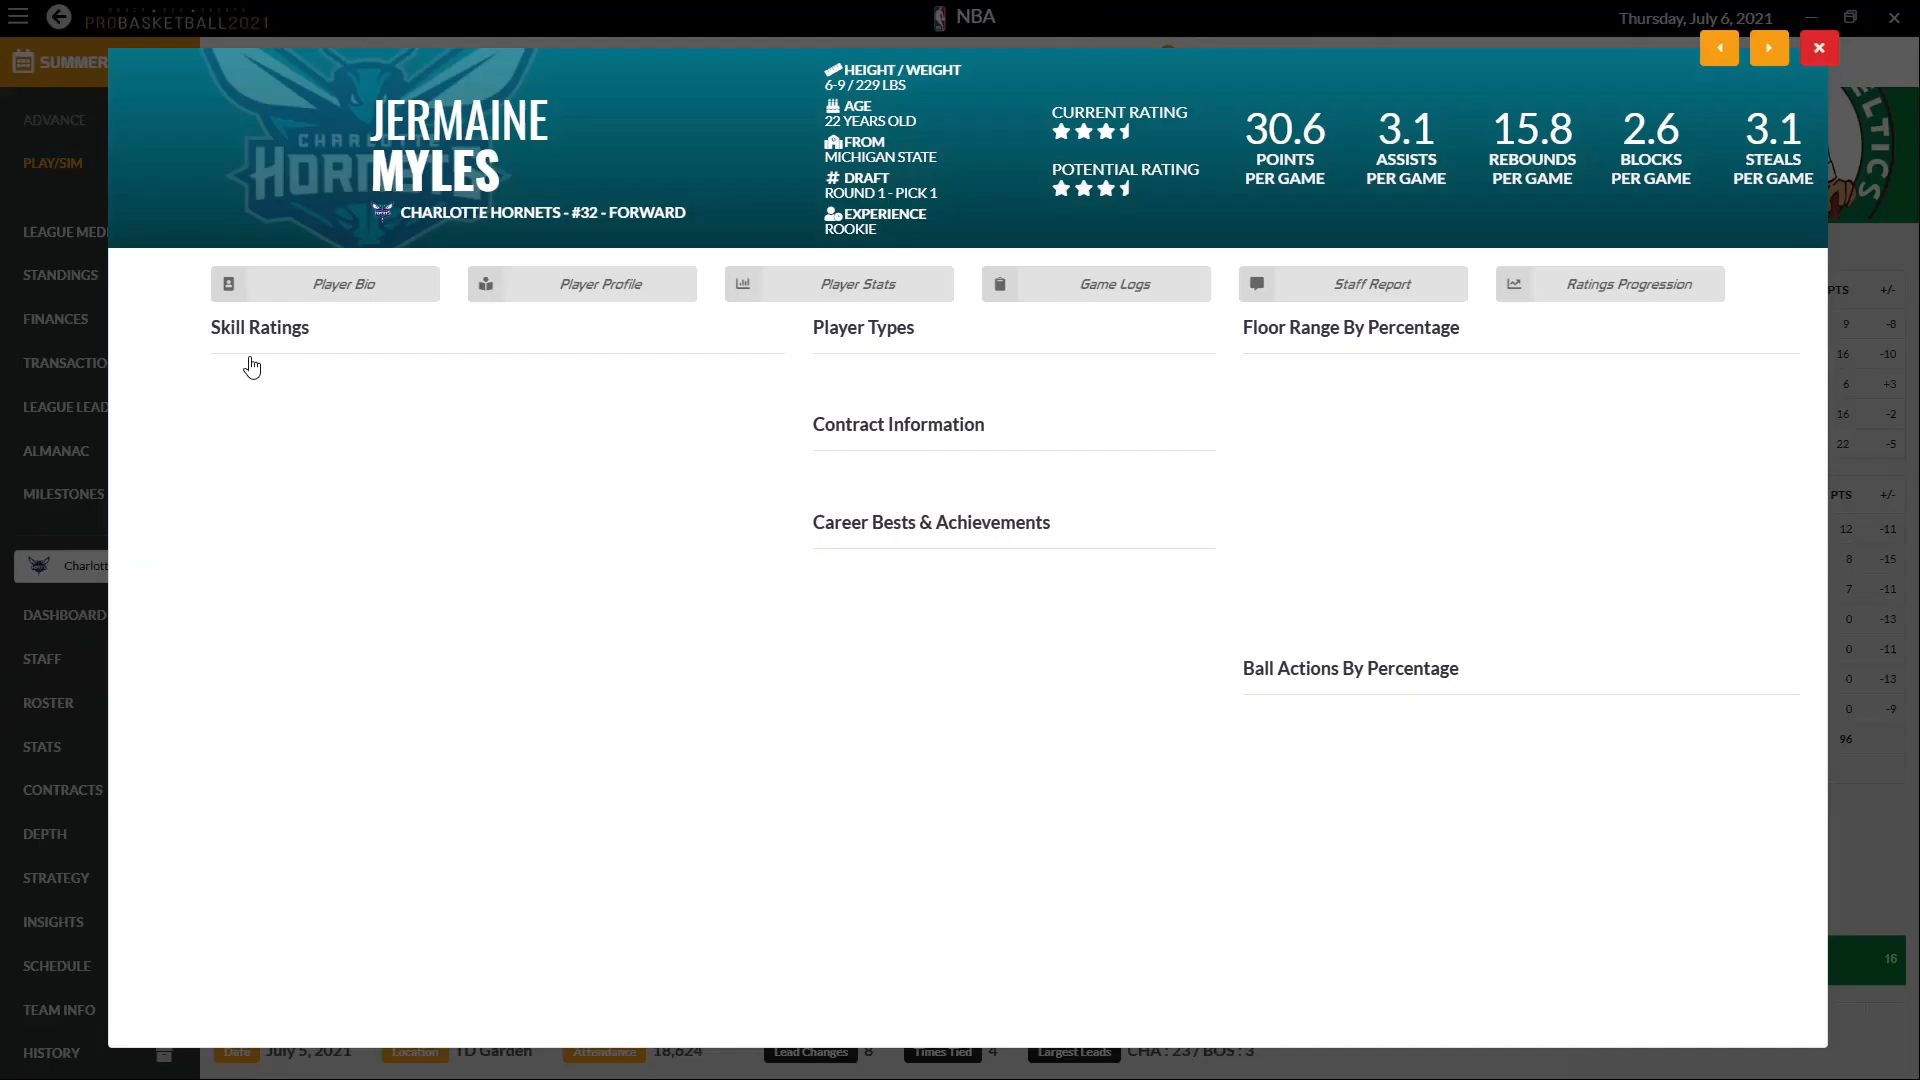 PROBASKETBALL2021
NBA
Thursday, July 6, 2021
SUMMER
ADVANCE
PLAY/SIM
LEAGUE MEDI
STANDINGS
FINANCES
TRANSACTIO
LEAGUE LEAD
ALMANAC
MILESTONES
Charlott
DASHBOARD
STAFF
ROSTER
STATS
CONTRACTS
DEPTH
STRATEGY
INSIGHTS
SCHEDULE
TEAM INFO
HISTORY
CHARLOTTE
HORNETS
JERMAINE
MYLES
CHARLOTTE HORNETS - #32 - FORWARD
HEIGHT / WEIGHT
6-9 / 229 LBS
AGE
22 YEARS OLD
FROM
MICHIGAN STATE
# DRAFT
ROUND 1 - PICK 1
EXPERIENCE
ROOKIE
CURRENT RATING
POTENTIAL RATING
30.6
POINTS
PER GAME
3.1
ASSISTS
PER GAME
15.8
REBOUNDS
PER GAME
2.6
BLOCKS
PER GAME
3.1
STEALS
PER GAME
Player Bio
Player Profile
Player Stats
Game Logs
Staff Report
Ratings Progression
Skill Ratings
Player Types
Floor Range By Percentage
Contract Information
Career Bests & Achievements
Ball Actions By Percentage
LTICS
PTS +/-
9 -8
16 -10
6 +3
16 -2
22 -5
PTS +/-
12 -11
8 -15
7 -11
0 -13
0 -11
0 -13
0 -9
96
16
Date July 5, 2021 Location TD Garden Attendance 18,624 Lead Changes 8 Times Tied 4 Largest Leads CHA : 23 / BOS : 3